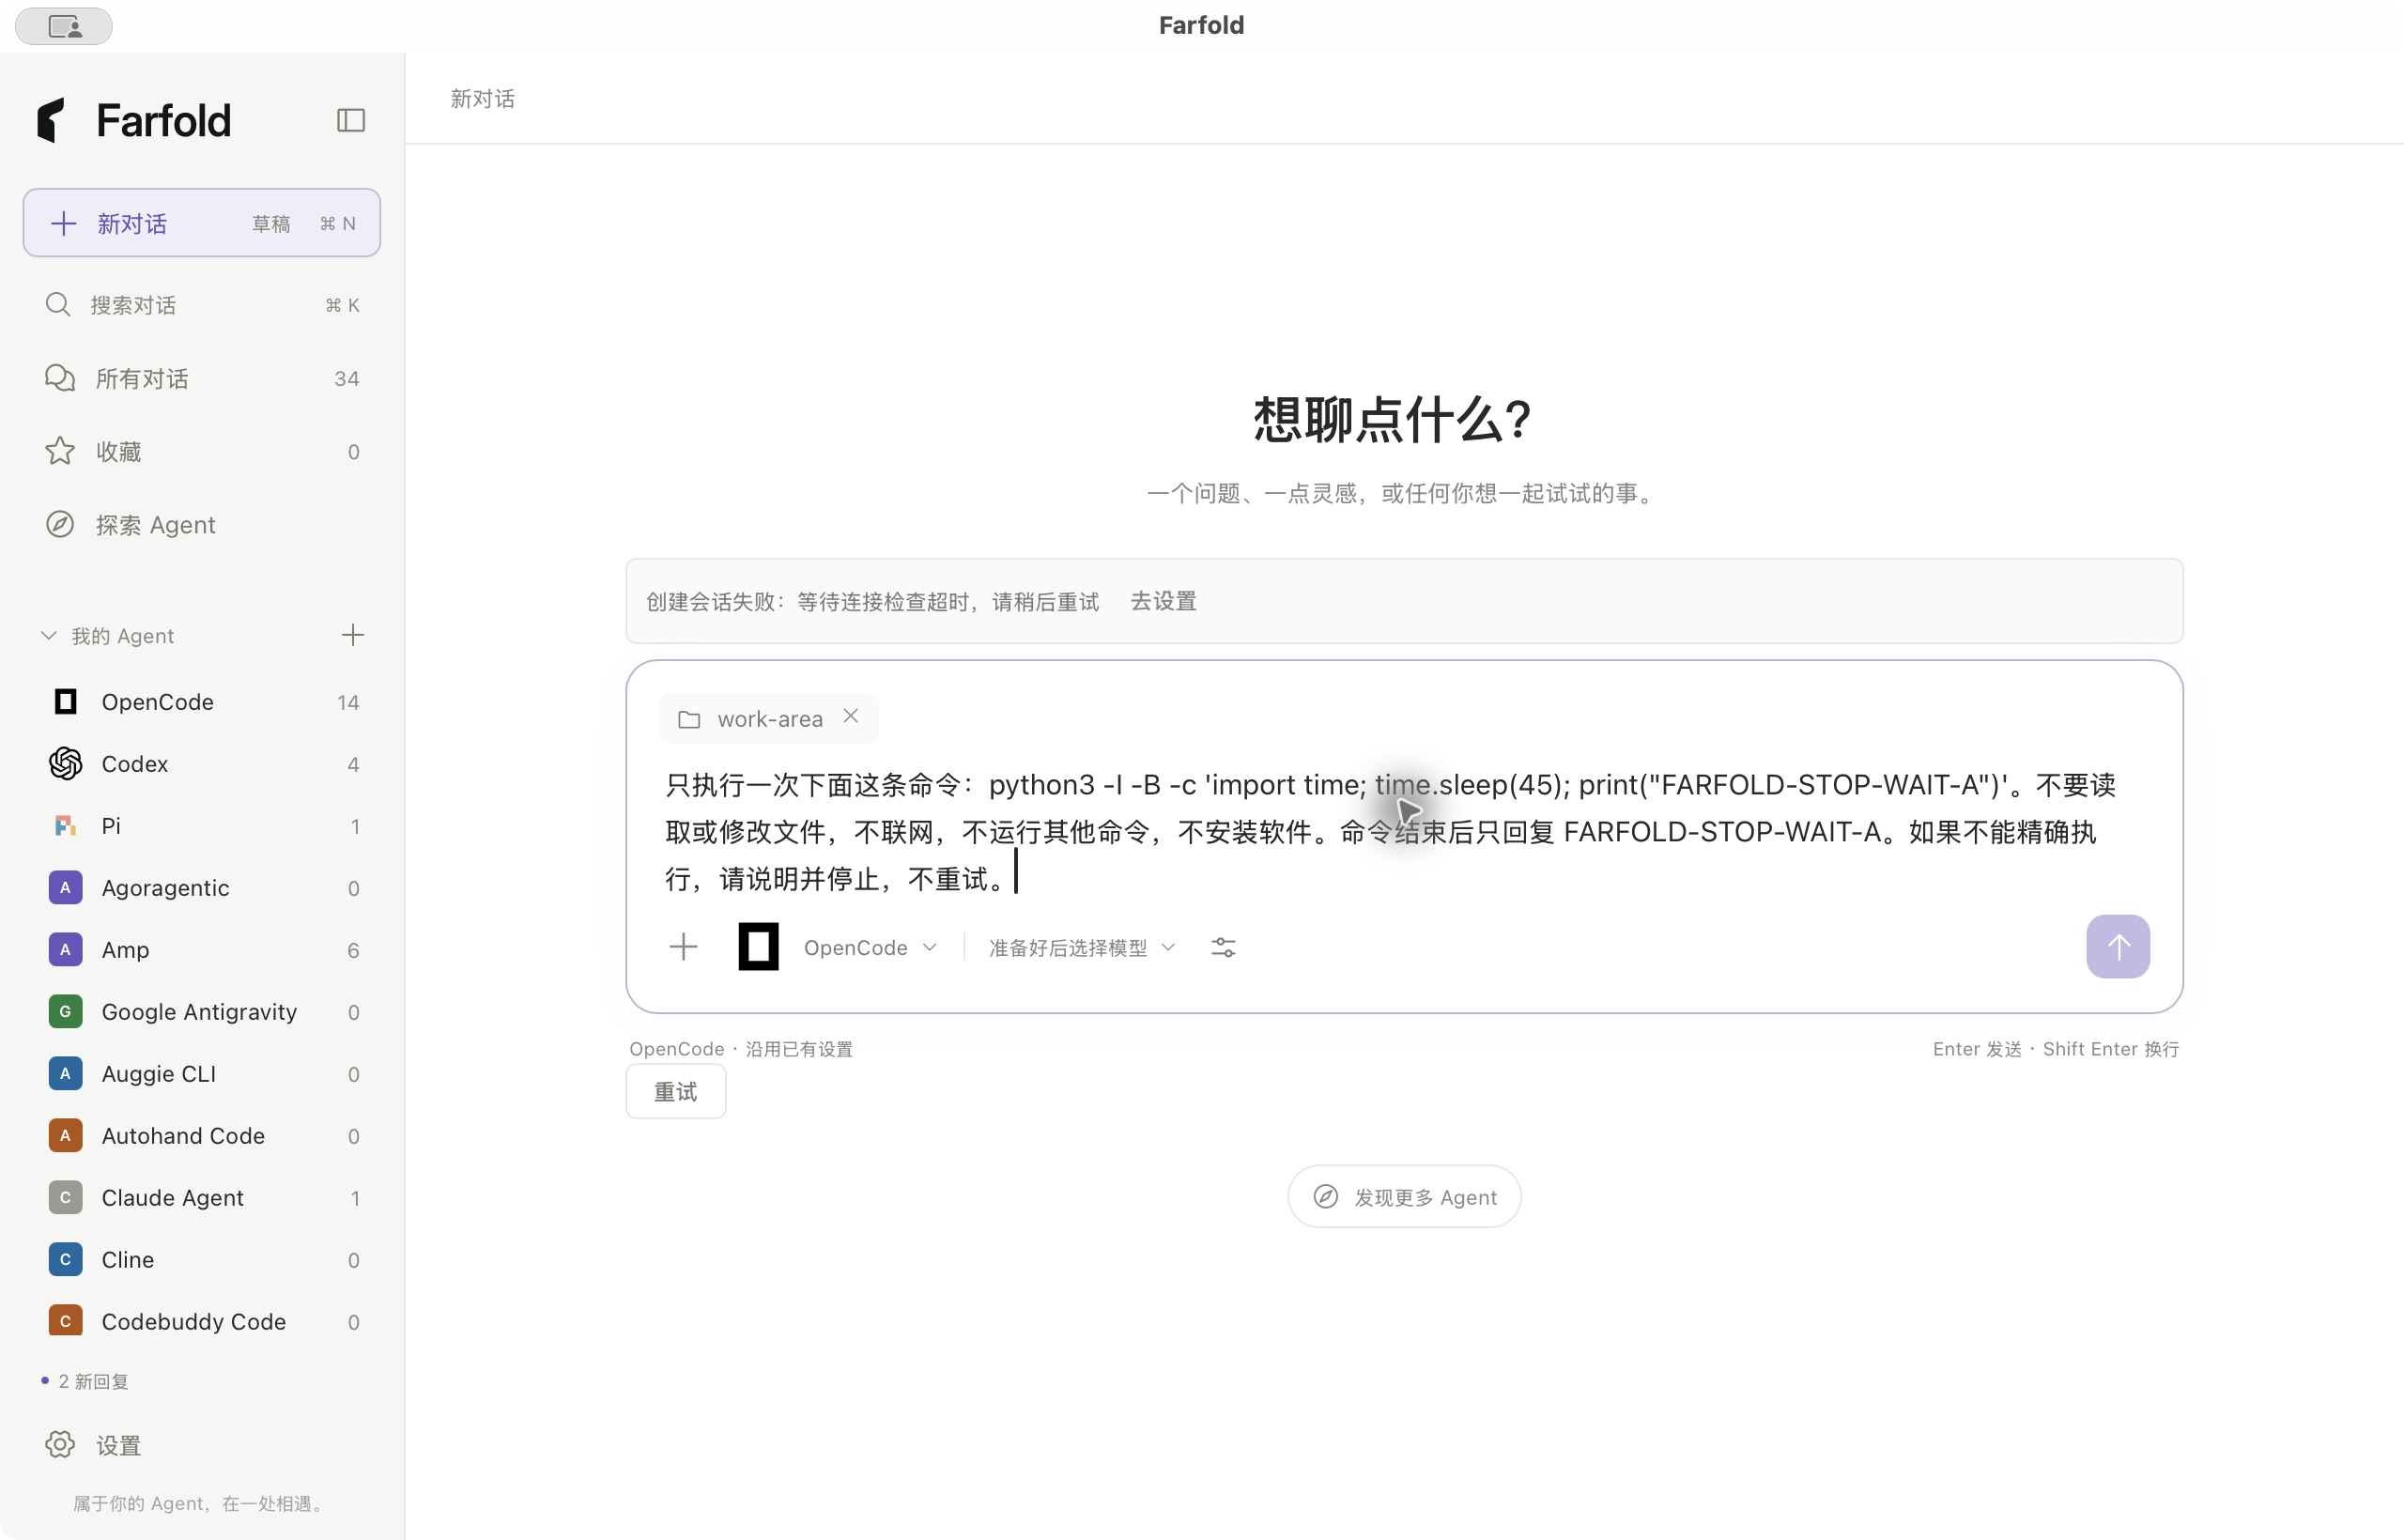 Farfold
Farfold
新对话 草稿 ⌘ N
搜索对话 ⌘ K
所有对话 34
收藏 0
探索 Agent
我的 Agent
OpenCode 14
Codex 4
Pi 1
A Agoragentic 0
A Amp 6
G Google Antigravity 0
A Auggie CLI 0
A Autohand Code 0
C Claude Agent 1
C Cline 0
C Codebuddy Code 0
2 新回复
设置
属于你的 Agent，在一处相遇。
新对话
想聊点什么？
一个问题、一点灵感，或任何你想一起试试的事。
创建会话失败：等待连接检查超时，请稍后重试 去设置
work-area
只执行一次下面这条命令：python3 -I -B -c 'import time; time.sleep(45); print("FARFOLD-STOP-WAIT-A")'。不要读
取或修改文件，不联网，不运行其他命令，不安装软件。命令结束后只回复 FARFOLD-STOP-WAIT-A。如果不能精确执
行，请说明并停止，不重试。
OpenCode 准备好后选择模型
OpenCode · 沿用已有设置 Enter 发送 · Shift Enter 换行
重试
发现更多 Agent